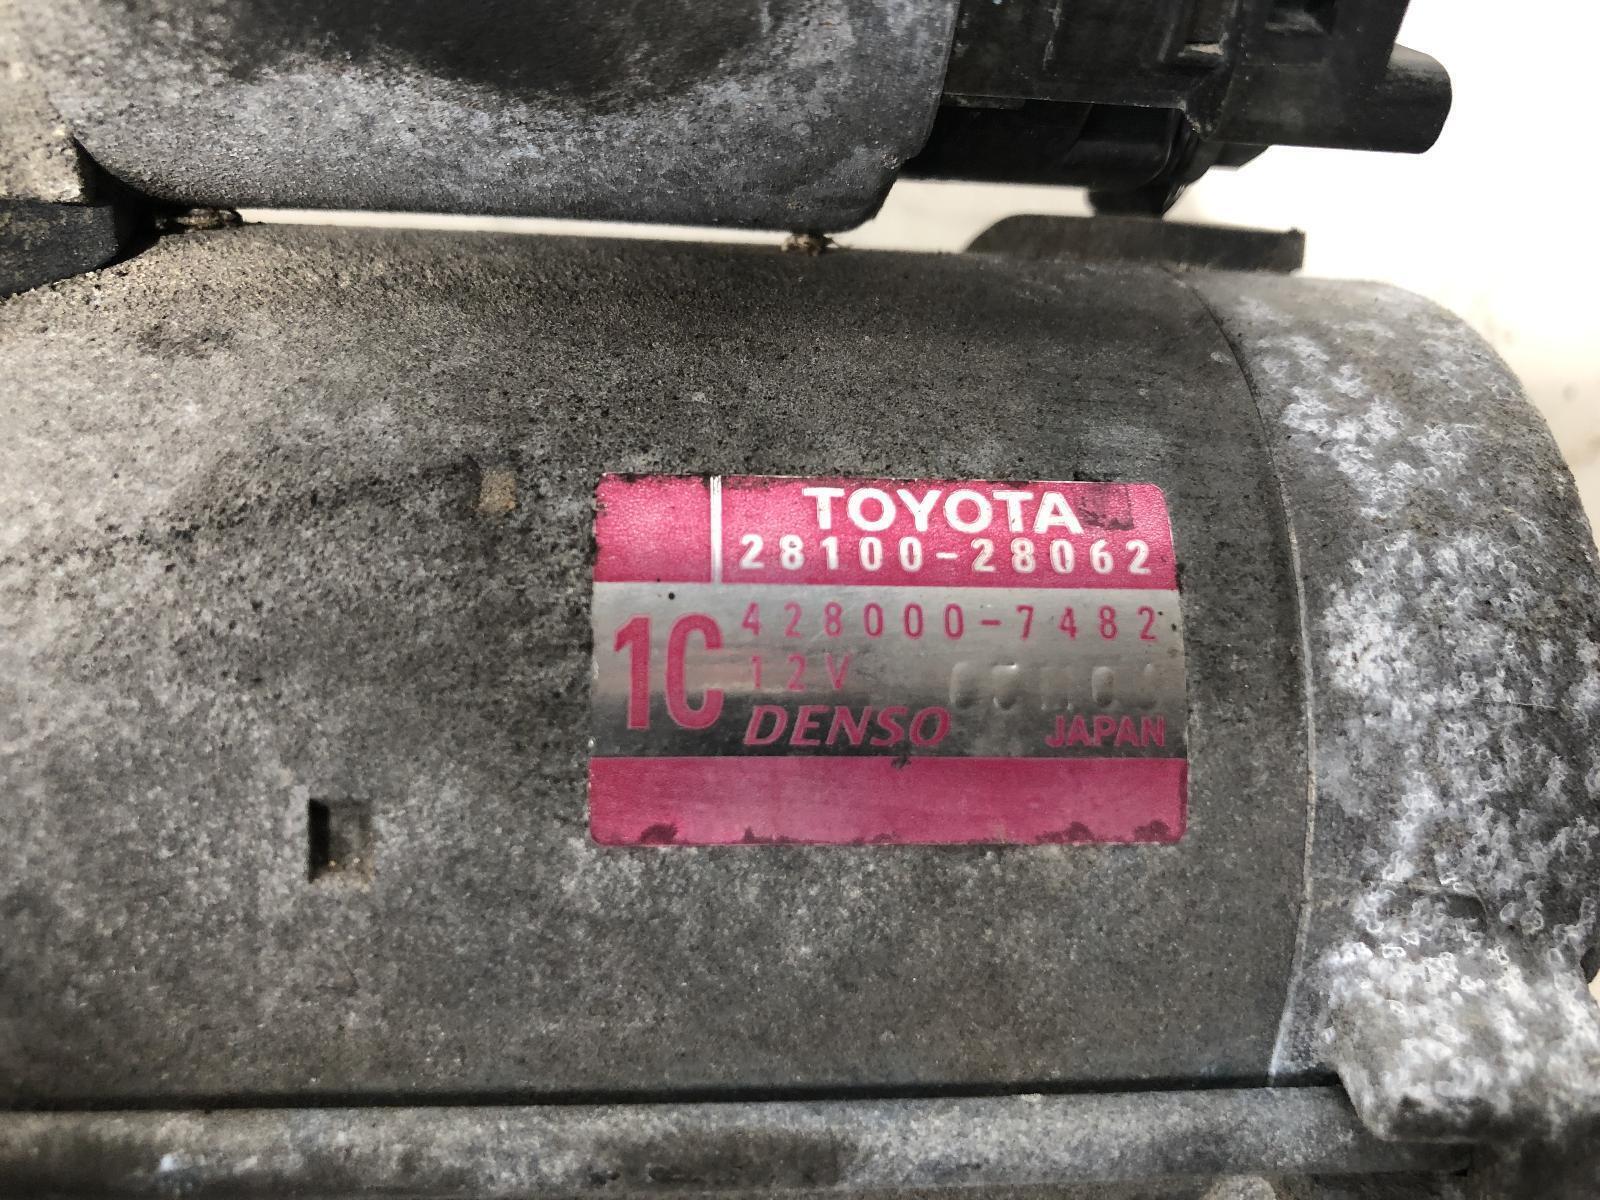 TOYOTA
28100-28062
1C
428000-7482
12V
DENSO
JAPAN